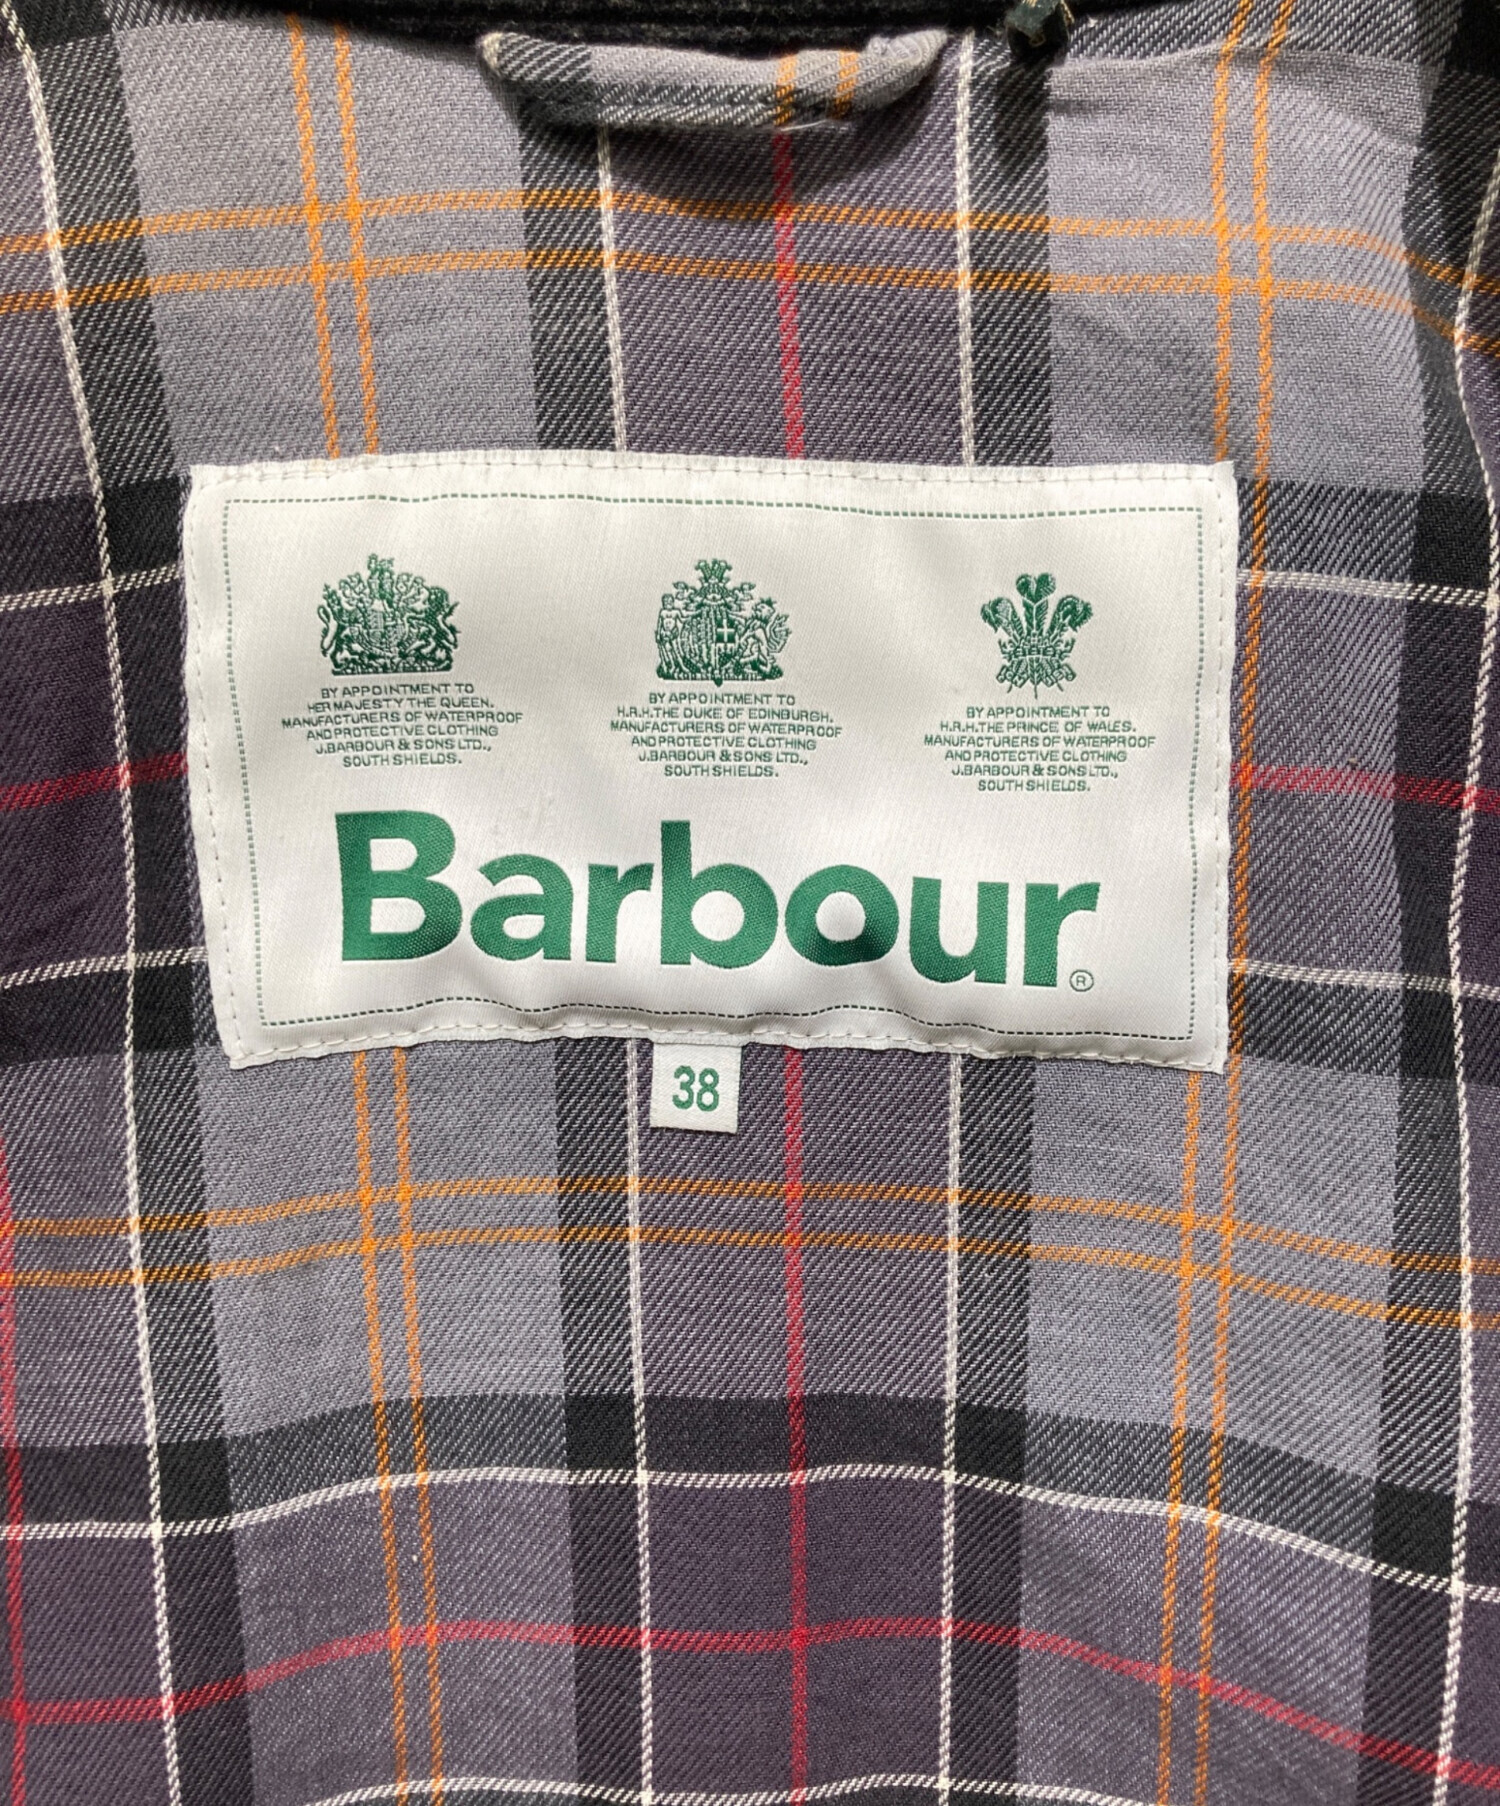 BY APPOINTMENT TO
HER MAJESTY THE QUEEN.
MANUFACTURERS OF WATERPROOF
AND PROTECTIVE CLOTHING
J.BARBOUR & SONS LTD.,
SOUTH SHIELDS.
BY APPOINTMENT TO
H.R.H.THE DUKE OF EDINBURGH.
MANUFACTURERS OF WATERPROOF
AND PROTECTIVE CLOTHING
J.BARBOUR & SONS LTD.,
SOUTH SHIELDS.
BY APPOINTMENT TO
H.R.H.THE PRINCE OF WALES.
MANUFACTURERS OF WATERPROOF
AND PROTECTIVE CLOTHING
J.BARBOUR & SONS LTD.,
SOUTH SHIELDS.
Barbour®
38